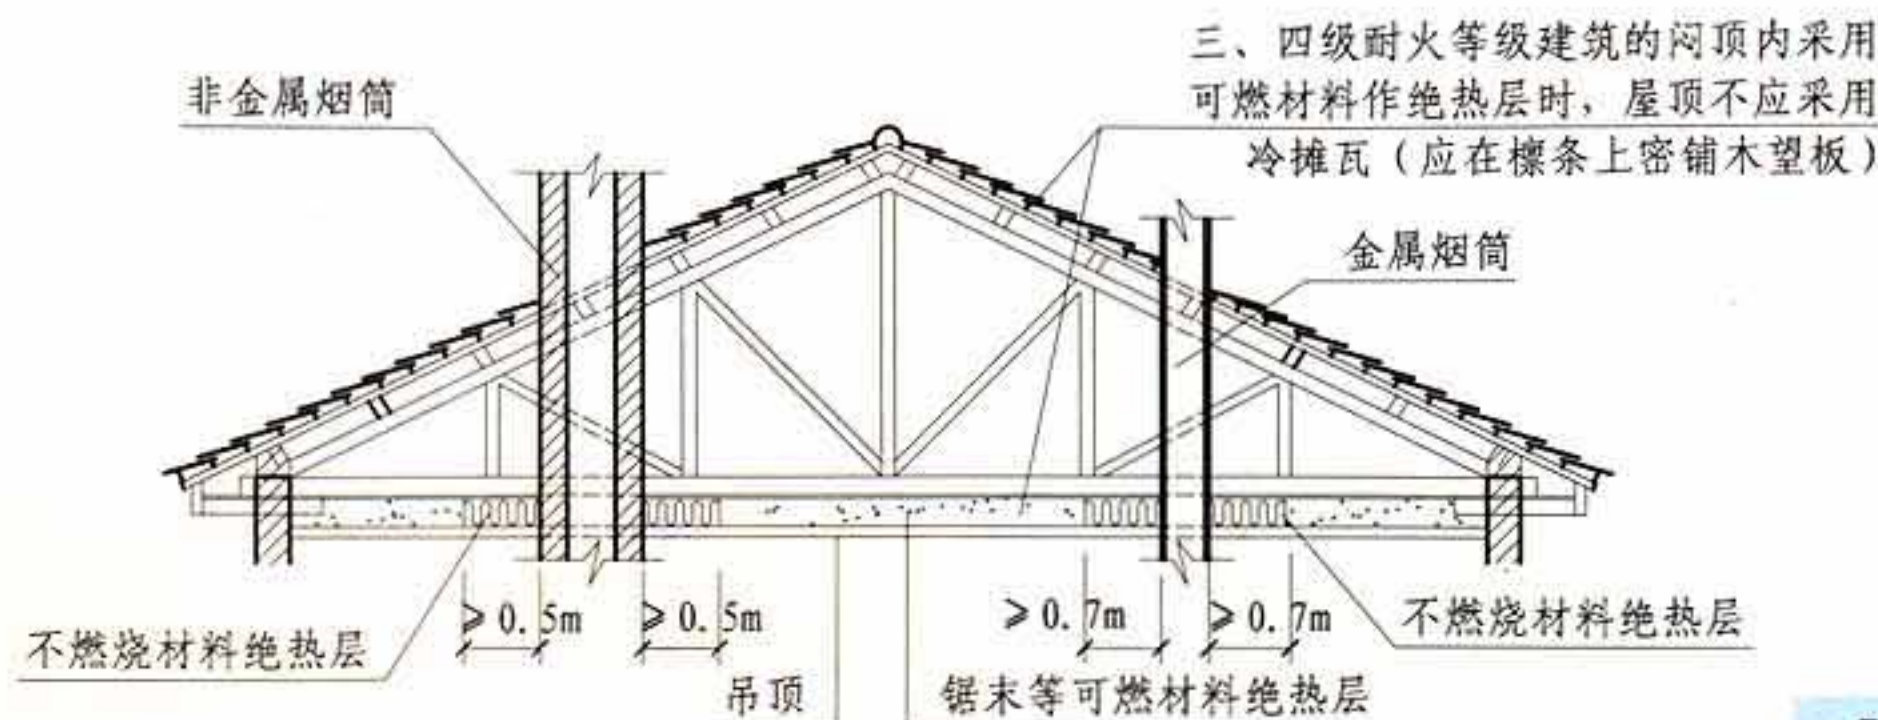 三、四级耐火等级建筑的闷顶内采用
可燃材料作绝热层时，屋顶不应采用
冷摊瓦（应在檩条上密铺木望板）
非金属烟筒
金属烟筒
≥0.5m
≥0.5m
≥0.7m
≥0.7m
不燃烧材料绝热层
不燃烧材料绝热层
吊顶
锯末等可燃材料绝热层